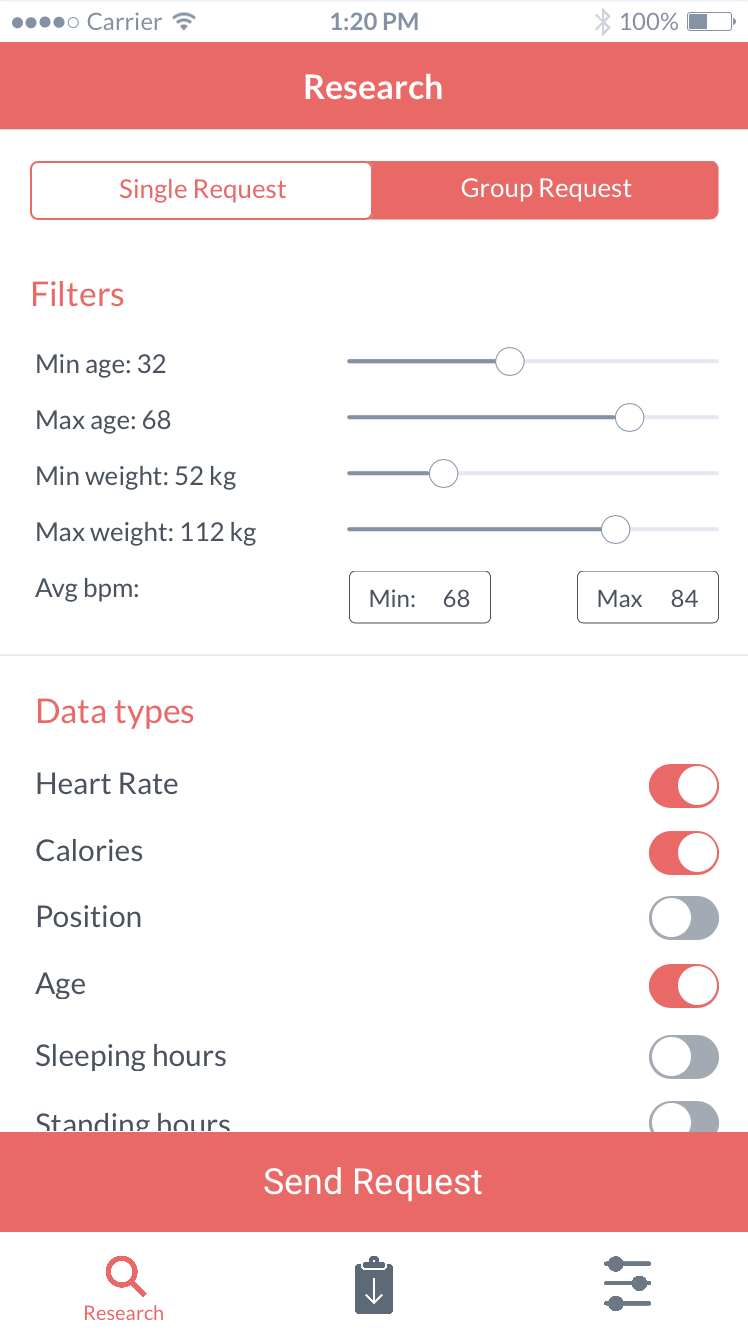 Carrier 1:20 PM 100%
Research
Single Request Group Request
Filters
Min age: 32
Max age: 68
Min weight: 52 kg
Max weight: 112 kg
Avg bpm: Min: 68 Max 84
Data types
Heart Rate
Calories
Position
Age
Sleeping hours
Standing hours
Send Request
Research